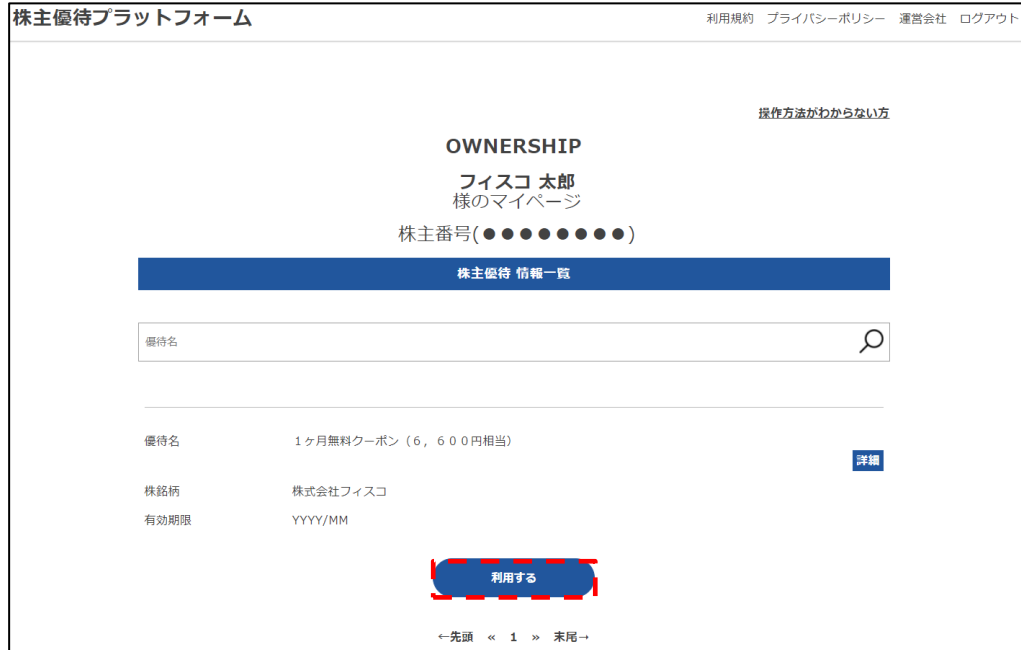 株主優待プラットフォーム
利用規約 プライバシーポリシー 運営会社 ログアウト
操作方法がわからない方
OWNERSHIP
フィスコ 太郎
様のマイページ
株主番号(●●●●●●●●)
株主優待 情報一覧
優待名
優待名 1ヶ月無料クーポン（6，600円相当）
詳細
株銘柄 株式会社フィスコ
有効期限 YYYY/MM
利用する
←先頭 « 1 » 末尾→